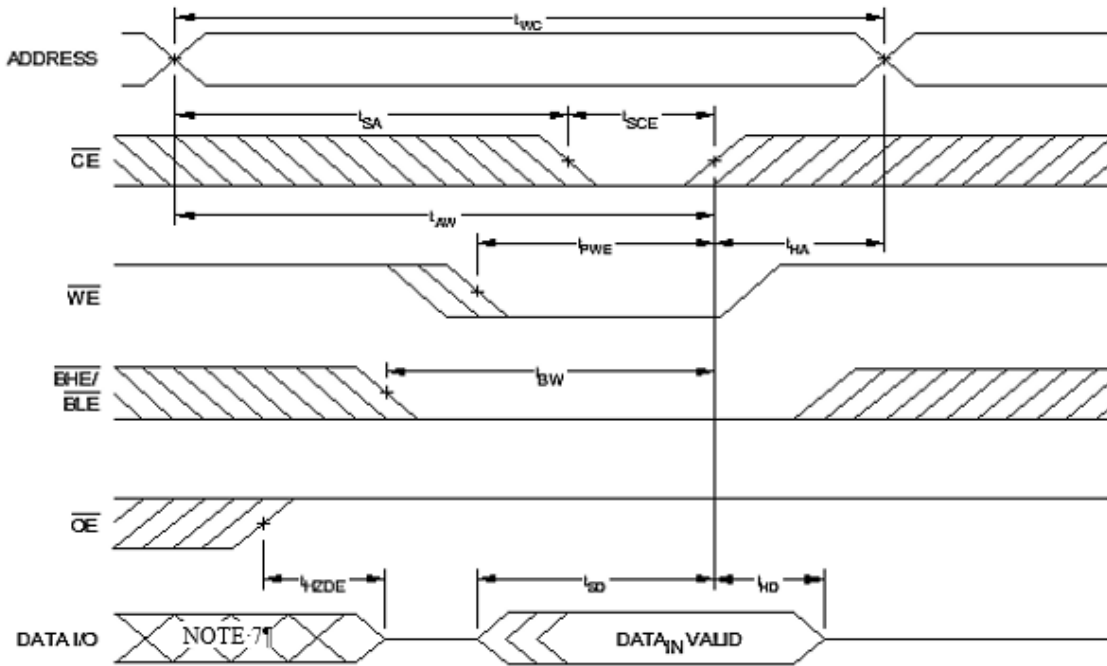 tWC
ADDRESS
tSA
tSCE
CE
tAW
tPWE
tHA
WE
BHE/
BLE
tBW
OE
tHZOE
tSD
tHD
DATA I/O
NOTE·7¶
DATAIN VALID